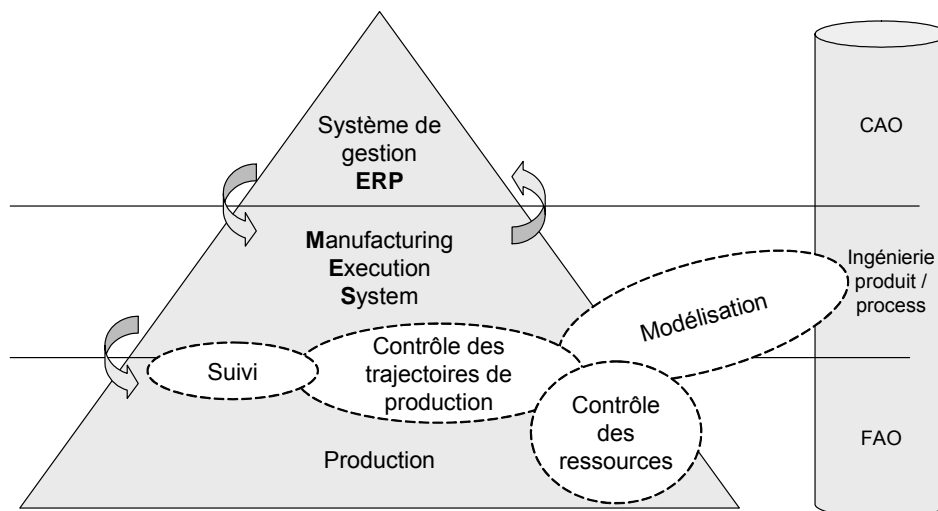 Système de
gestion
ERP
CAO
Manufacturing
Execution
System
Ingénierie
produit /
process
Modélisation
Suivi
Contrôle des
trajectoires de
production
Contrôle
des
ressources
Production
FAO